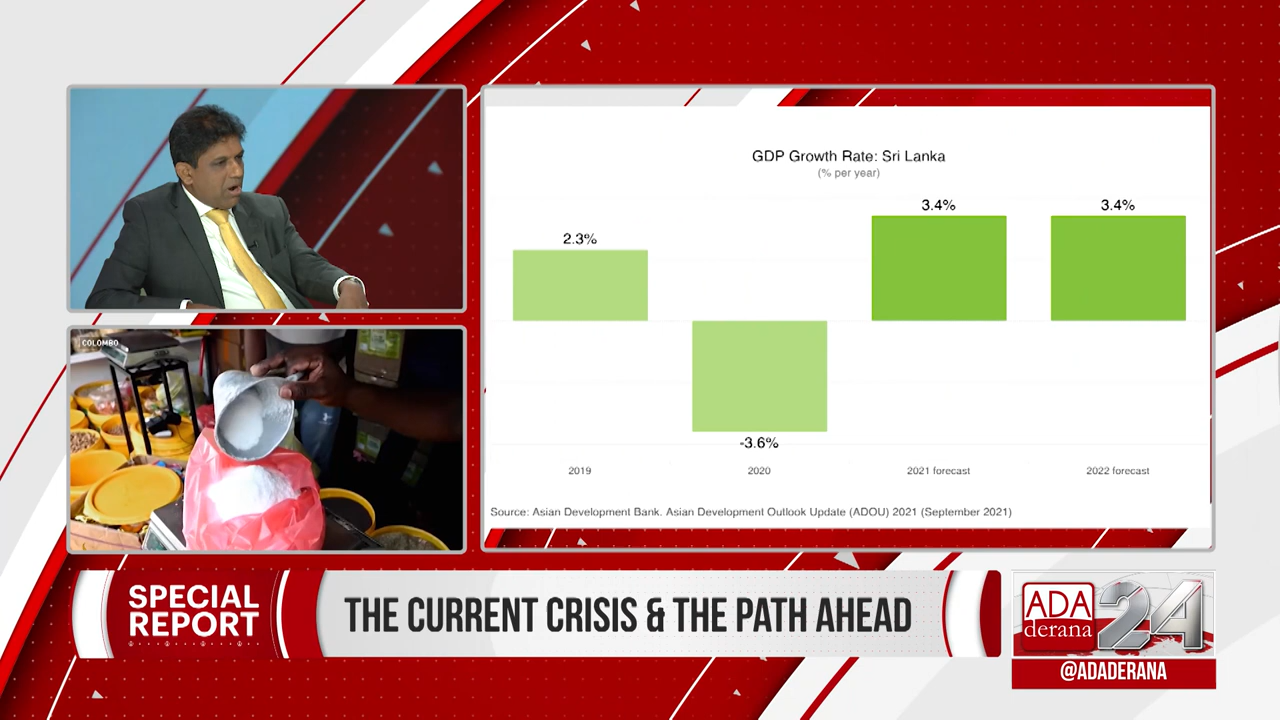 COLOMBO
GDP Growth Rate: Sri Lanka
(% per year)
2.3%
-3.6%
3.4%
3.4%
2019
2020
2021 forecast
2022 forecast
Source: Asian Development Bank. Asian Development Outlook Update (ADOU) 2021 (September 2021)
SPECIAL
REPORT
THE CURRENT CRISIS & THE PATH AHEAD
ADA
derana
24
@ADADERANA